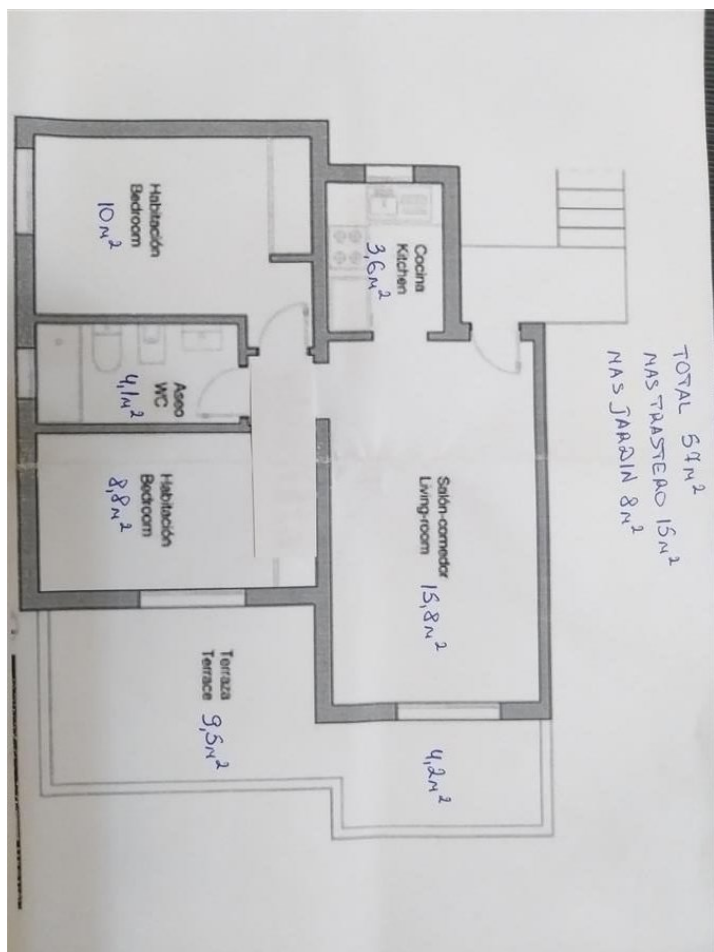 TOTAL 57M²
MAS TRASTERO 15M²
MAS JARDIN 8M²
Cocina
Kitchen
3,6M²
Habitación
Bedroom
10M²
Salón-comedor
Living-room
15,8M²
Aseo
WC
4,1M²
Habitación
Bedroom
8,8M²
Terraza
Terrace
9,5M²
4,2M²